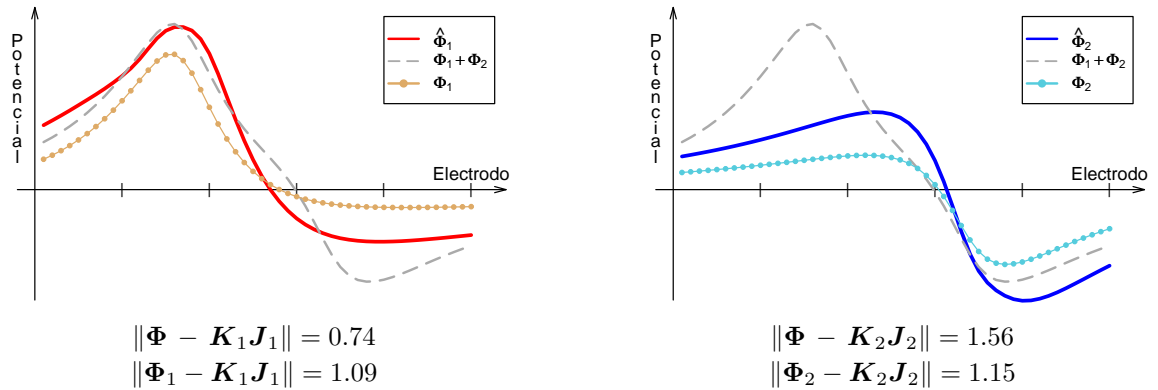 Potencial
Φ̂₁
Φ₁+Φ₂
Φ₁
Electrodo
‖Φ − K₁J₁‖ = 0.74
‖Φ₁ − K₁J₁‖ = 1.09
Potencial
Φ̂₂
Φ₁+Φ₂
Φ₂
Electrodo
‖Φ − K₂J₂‖ = 1.56
‖Φ₂ − K₂J₂‖ = 1.15